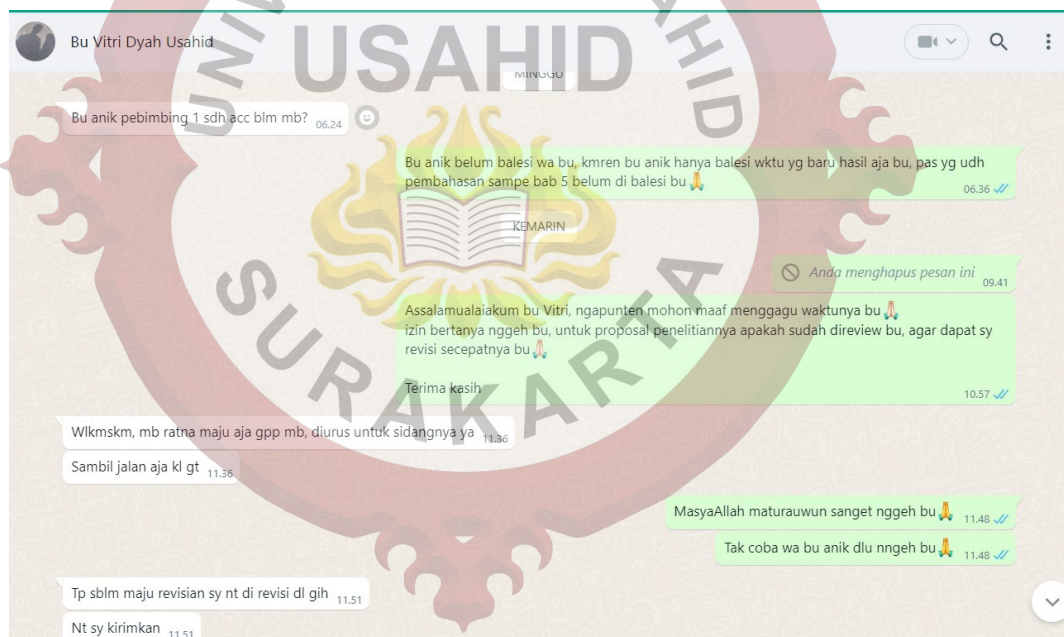 Bu Vitri Dyah Usahid
USAHID
MINGGU
Bu anik pebimbing 1 sdh acc blm mb? 06.24
Bu anik belum balesi wa bu, kmren bu anik hanya balesi wktu yg baru hasil aja bu, pas yg udh
pembahasan sampe bab 5 belum di balesi bu🙏
06.36
KEMARIN
Anda menghapus pesan ini
09.41
Assalamualaiakum bu Vitri, ngapunten mohon maaf menggagu waktunya bu🙏🏻
izin bertanya nggeh bu, untuk proposal penelitiannya apakah sudah direview bu, agar dapat sy
revisi secepatnya bu🙏🏻
Terima kasih
10.57
Wlkmskm, mb ratna maju aja gpp mb, diurus untuk sidangnya ya 11.36
Sambil jalan aja kl gt 11.36
MasyaAllah maturauwun sanget nggeh bu🙏 11.48
Tak coba wa bu anik dlu nngeh bu🙏 11.48
Tp sblm maju revisian sy nt di revisi dl gih 11.51
Nt sy kirimkan 11.51
SURAKARTA